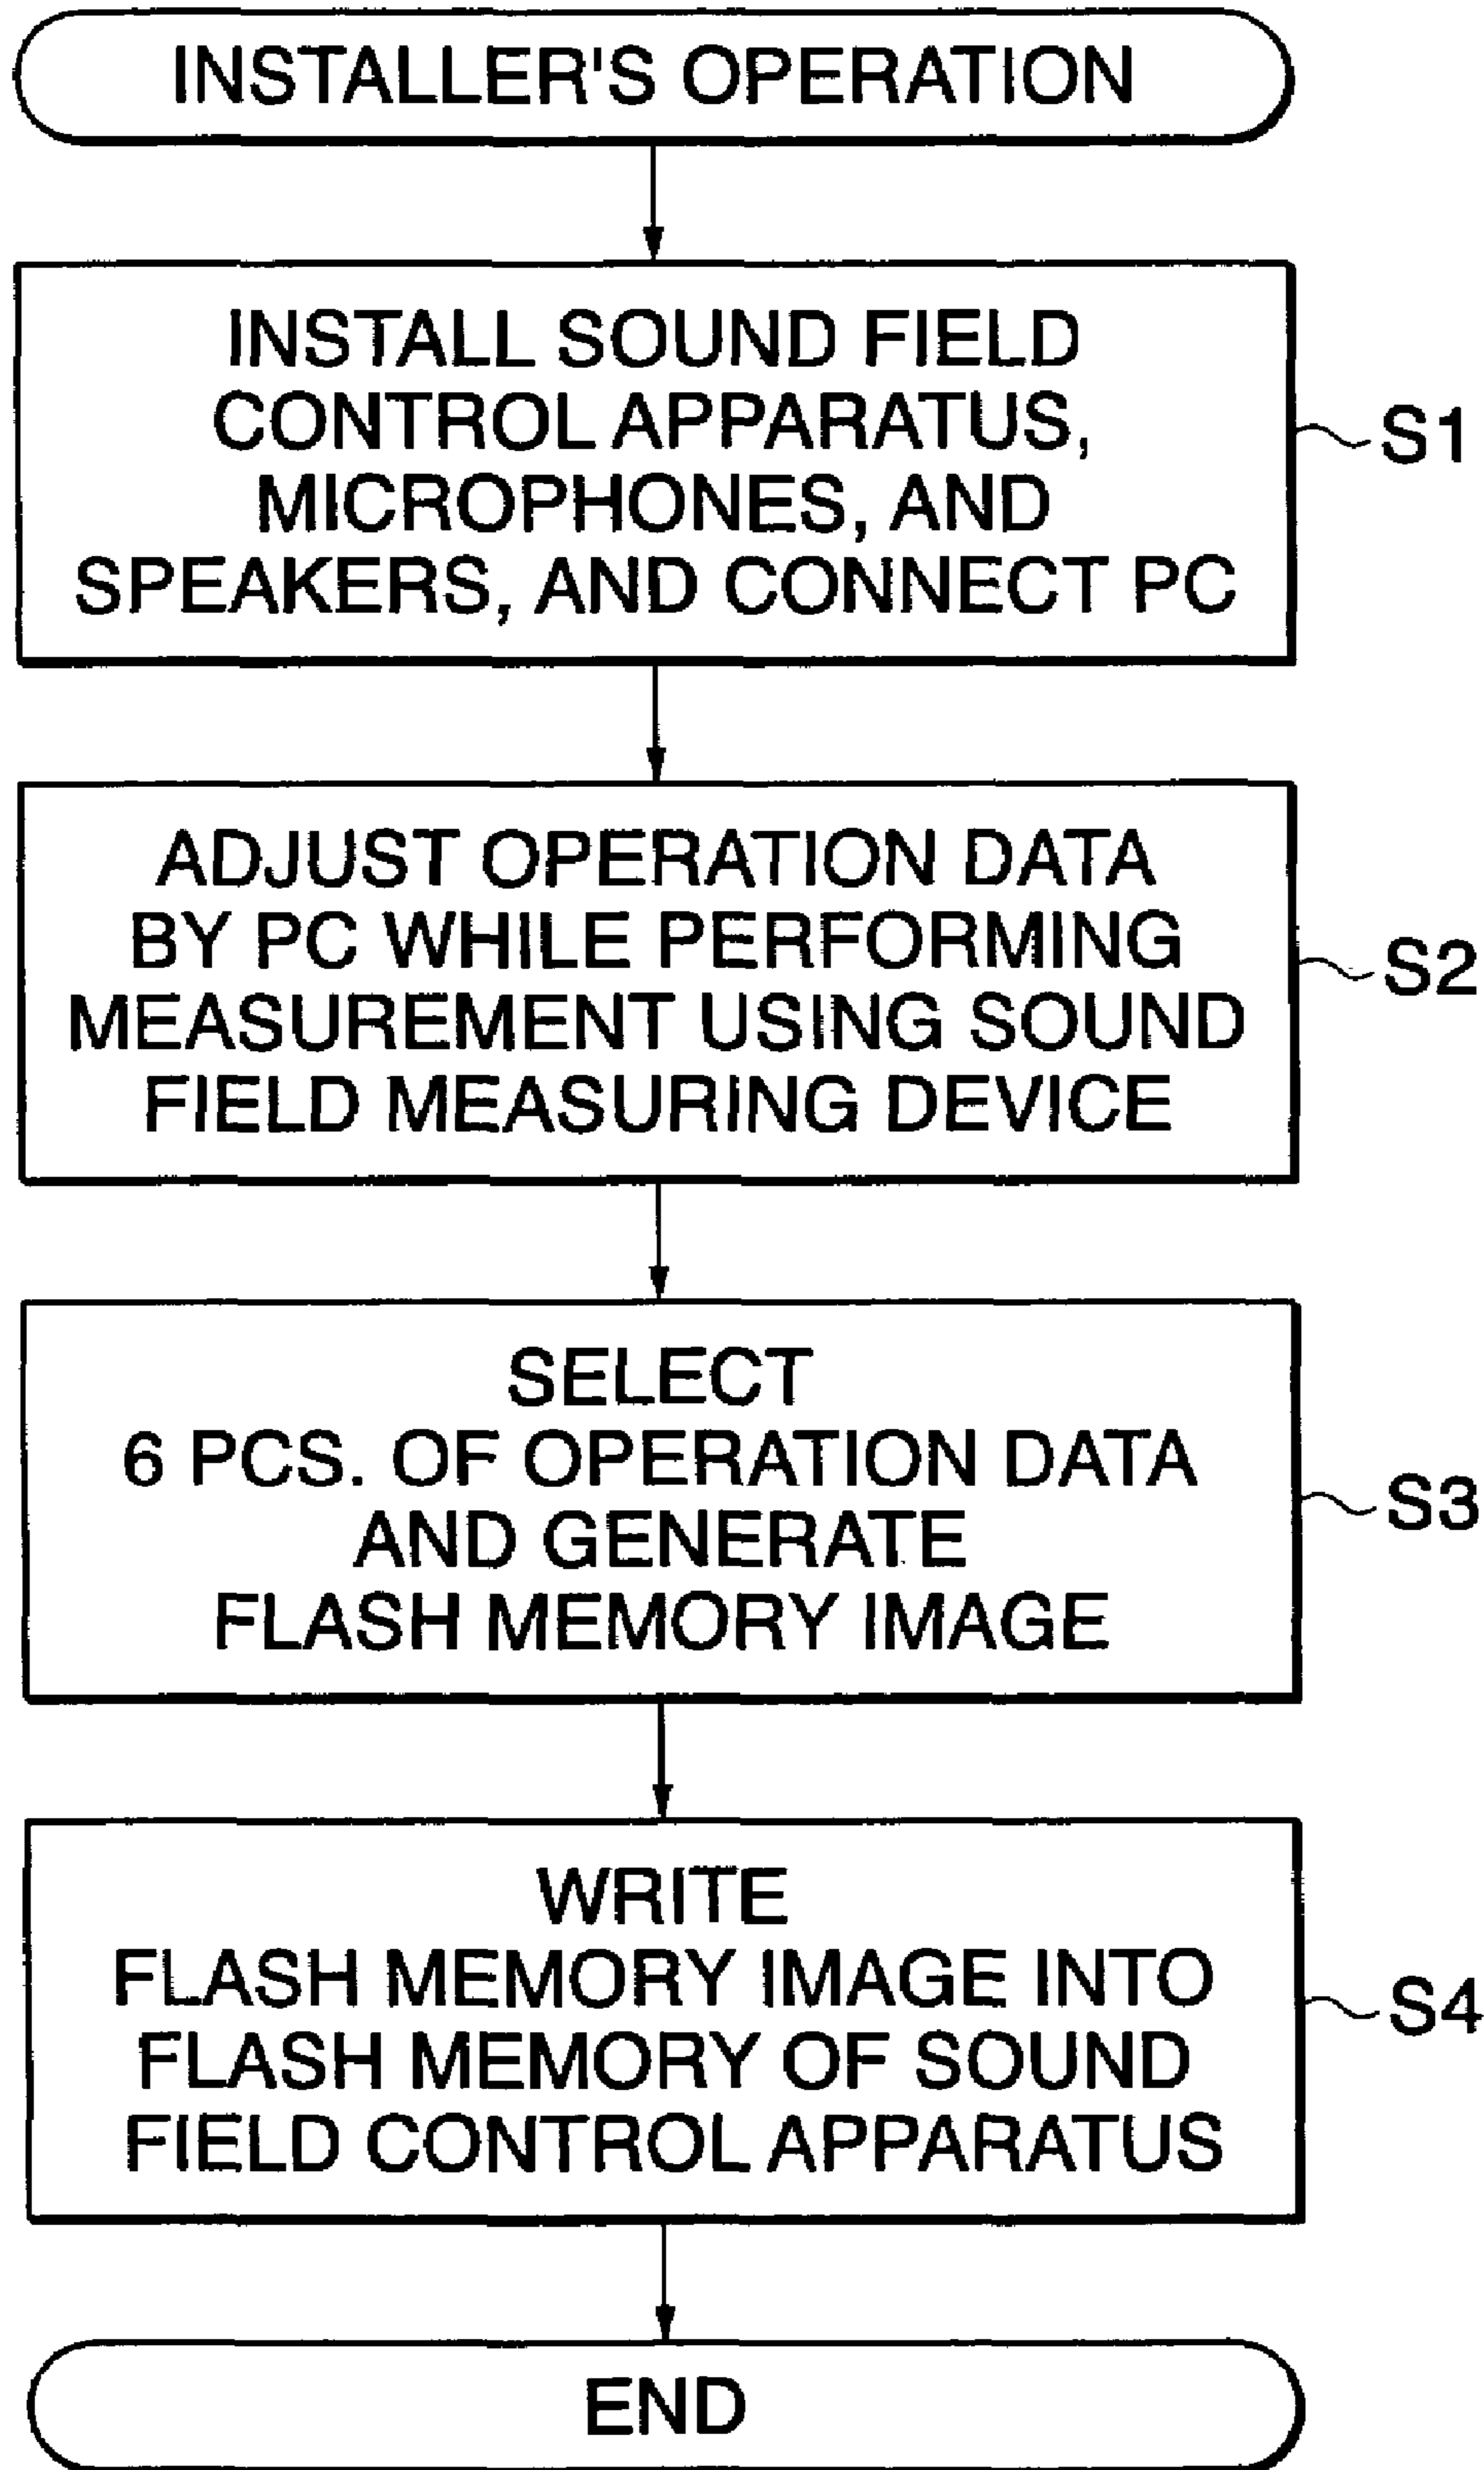 INSTALLER'S OPERATION
INSTALL SOUND FIELD
CONTROL APPARATUS,
MICROPHONES, AND
SPEAKERS, AND CONNECT PC
S1
ADJUST OPERATION DATA
BY PC WHILE PERFORMING
MEASUREMENT USING SOUND
FIELD MEASURING DEVICE
S2
SELECT
6 PCS. OF OPERATION DATA
AND GENERATE
FLASH MEMORY IMAGE
S3
WRITE
FLASH MEMORY IMAGE INTO
FLASH MEMORY OF SOUND
FIELD CONTROL APPARATUS
S4
END